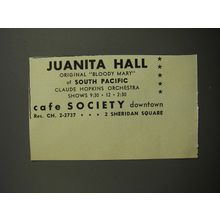 JUANITA HALL
ORIGINAL "BLOODY MARY"
of SOUTH PACIFIC
CLAUDE HOPKINS ORCHESTRA
SHOWS 9:30 • 12 • 2:30
cafe SOCIETY downtown
Res. CH. 2-2737 • • • 2 SHERIDAN SQUARE